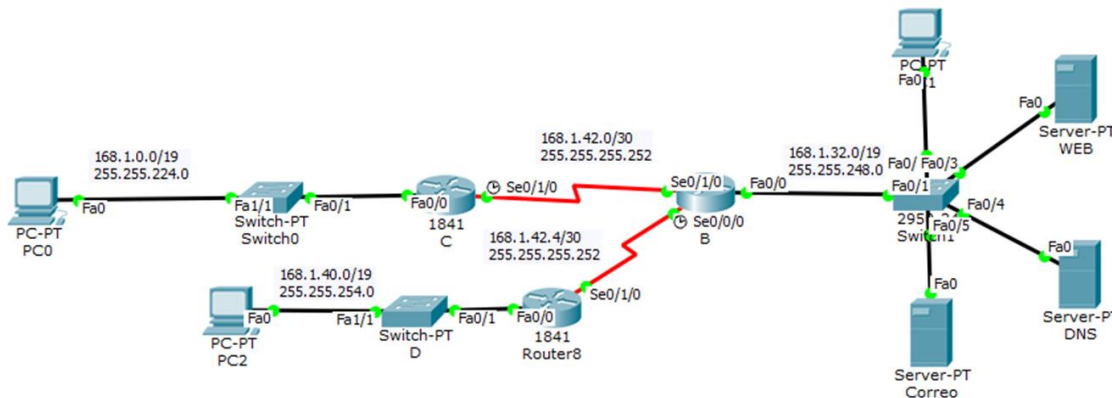 PC-PT
Fa0
Fa0
Server-PT
WEB
168.1.42.0/30
255.255.255.252
168.1.0.0/19
255.255.224.0
168.1.32.0/19
255.255.248.0
Fa0/3
Se0/1/0
Se0/1/0
Fa0/0
Fa0/1
Fa0
Fa1/1
Fa0/1
Fa0/0
PC-PT
PC0
Switch-PT
Switch0
1841
C
Se0/0/0
B
Fa0/4
Fa0/5
Switch1
Fa0
168.1.42.4/30
255.255.255.252
168.1.40.0/19
255.255.254.0
Se0/1/0
Fa0
Server-PT
DNS
Fa0
Fa1/1
Fa0/1
Fa0/0
PC-PT
PC2
Switch-PT
D
1841
Router8
Server-PT
Correo